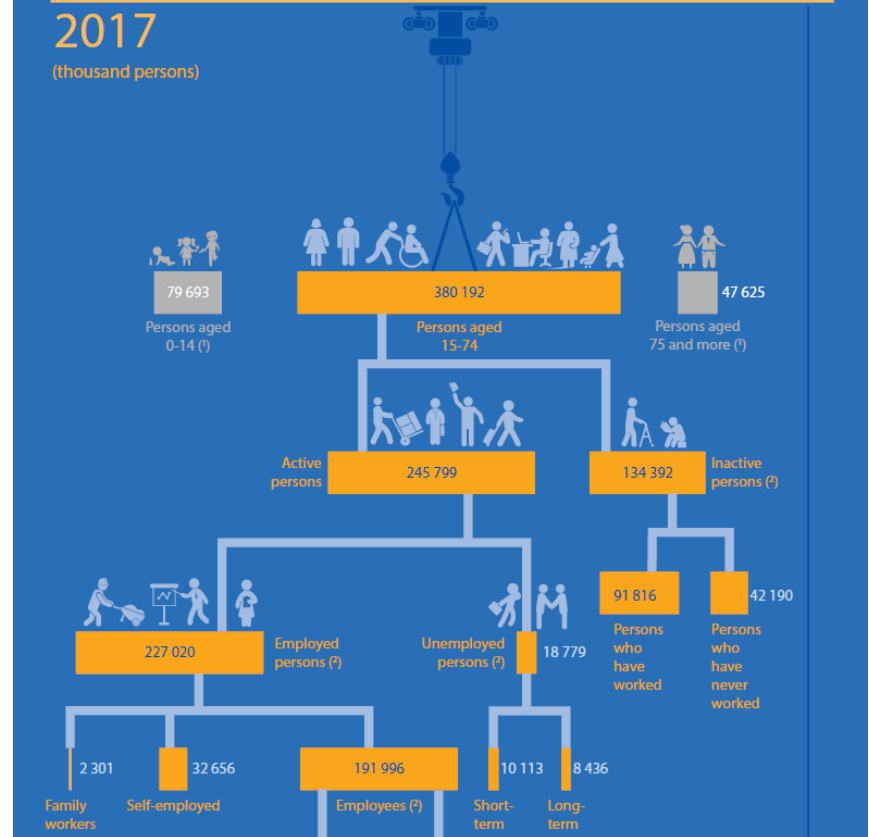 2017
(thousand persons)
79 693
380 192
47 625
Persons aged
0-14 (¹)
Persons aged
15-74
Persons aged
75 and more (¹)
Active
persons
245 799
134 392
Inactive
persons (²)
91 816
42 190
Persons
who
have
worked
Persons
who
have
never
worked
227 020
Employed
persons (²)
Unemployed
persons (²)
18 779
2 301
32 656
191 996
10 113
8 436
Family
workers
Self-employed
Employees (²)
Short-
term
Long-
term